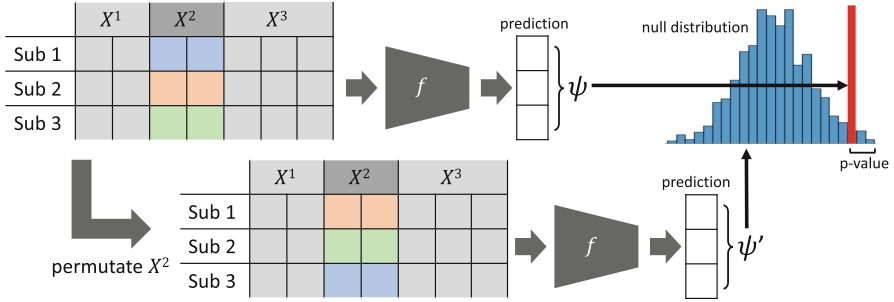 X¹ X² X³
Sub 1
Sub 2
Sub 3
f
prediction
ψ
null distribution
p-value
permutate X²
X¹ X² X³
Sub 1
Sub 2
Sub 3
f
prediction
ψ'